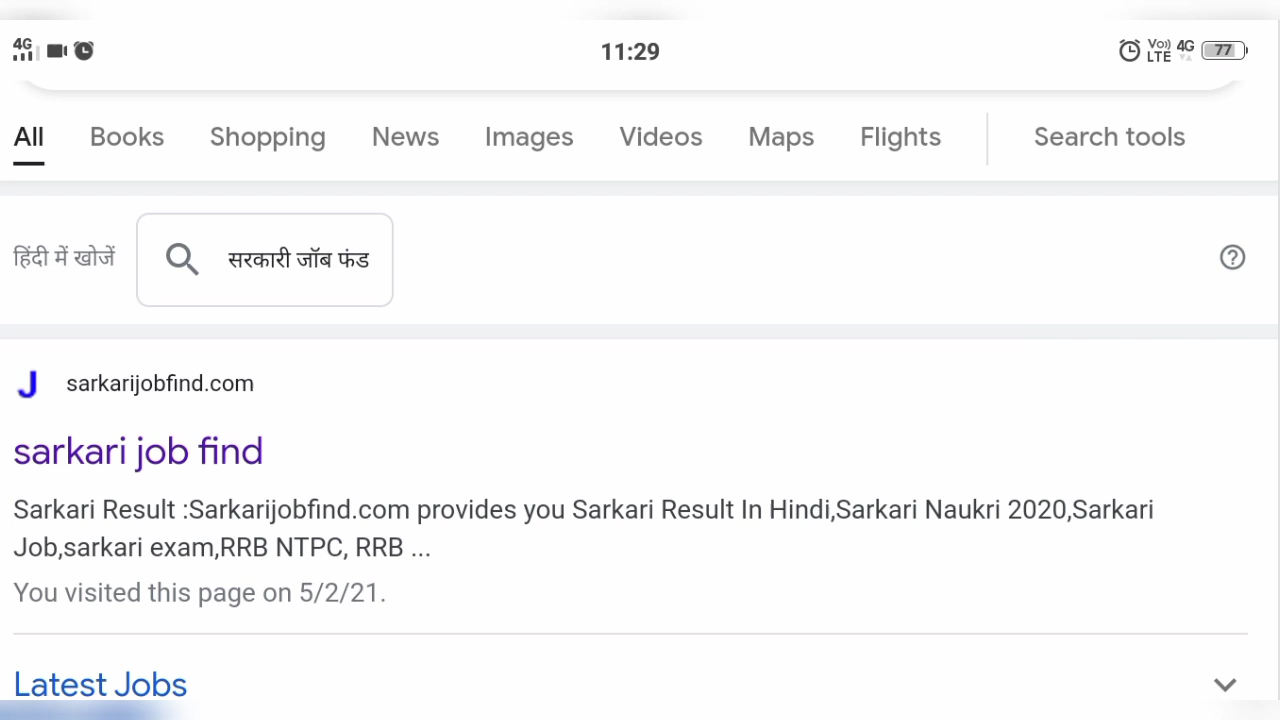 4G 11:29 Vo) LTE 4G 77
All Books Shopping News Images Videos Maps Flights Search tools
हिंदी में खोजें सरकारी जॉब फंड
J sarkarijobfind.com
sarkari job find
Sarkari Result :Sarkarijobfind.com provides you Sarkari Result In Hindi,Sarkari Naukri 2020,Sarkari
Job,sarkari exam,RRB NTPC, RRB ...
You visited this page on 5/2/21.
Latest Jobs